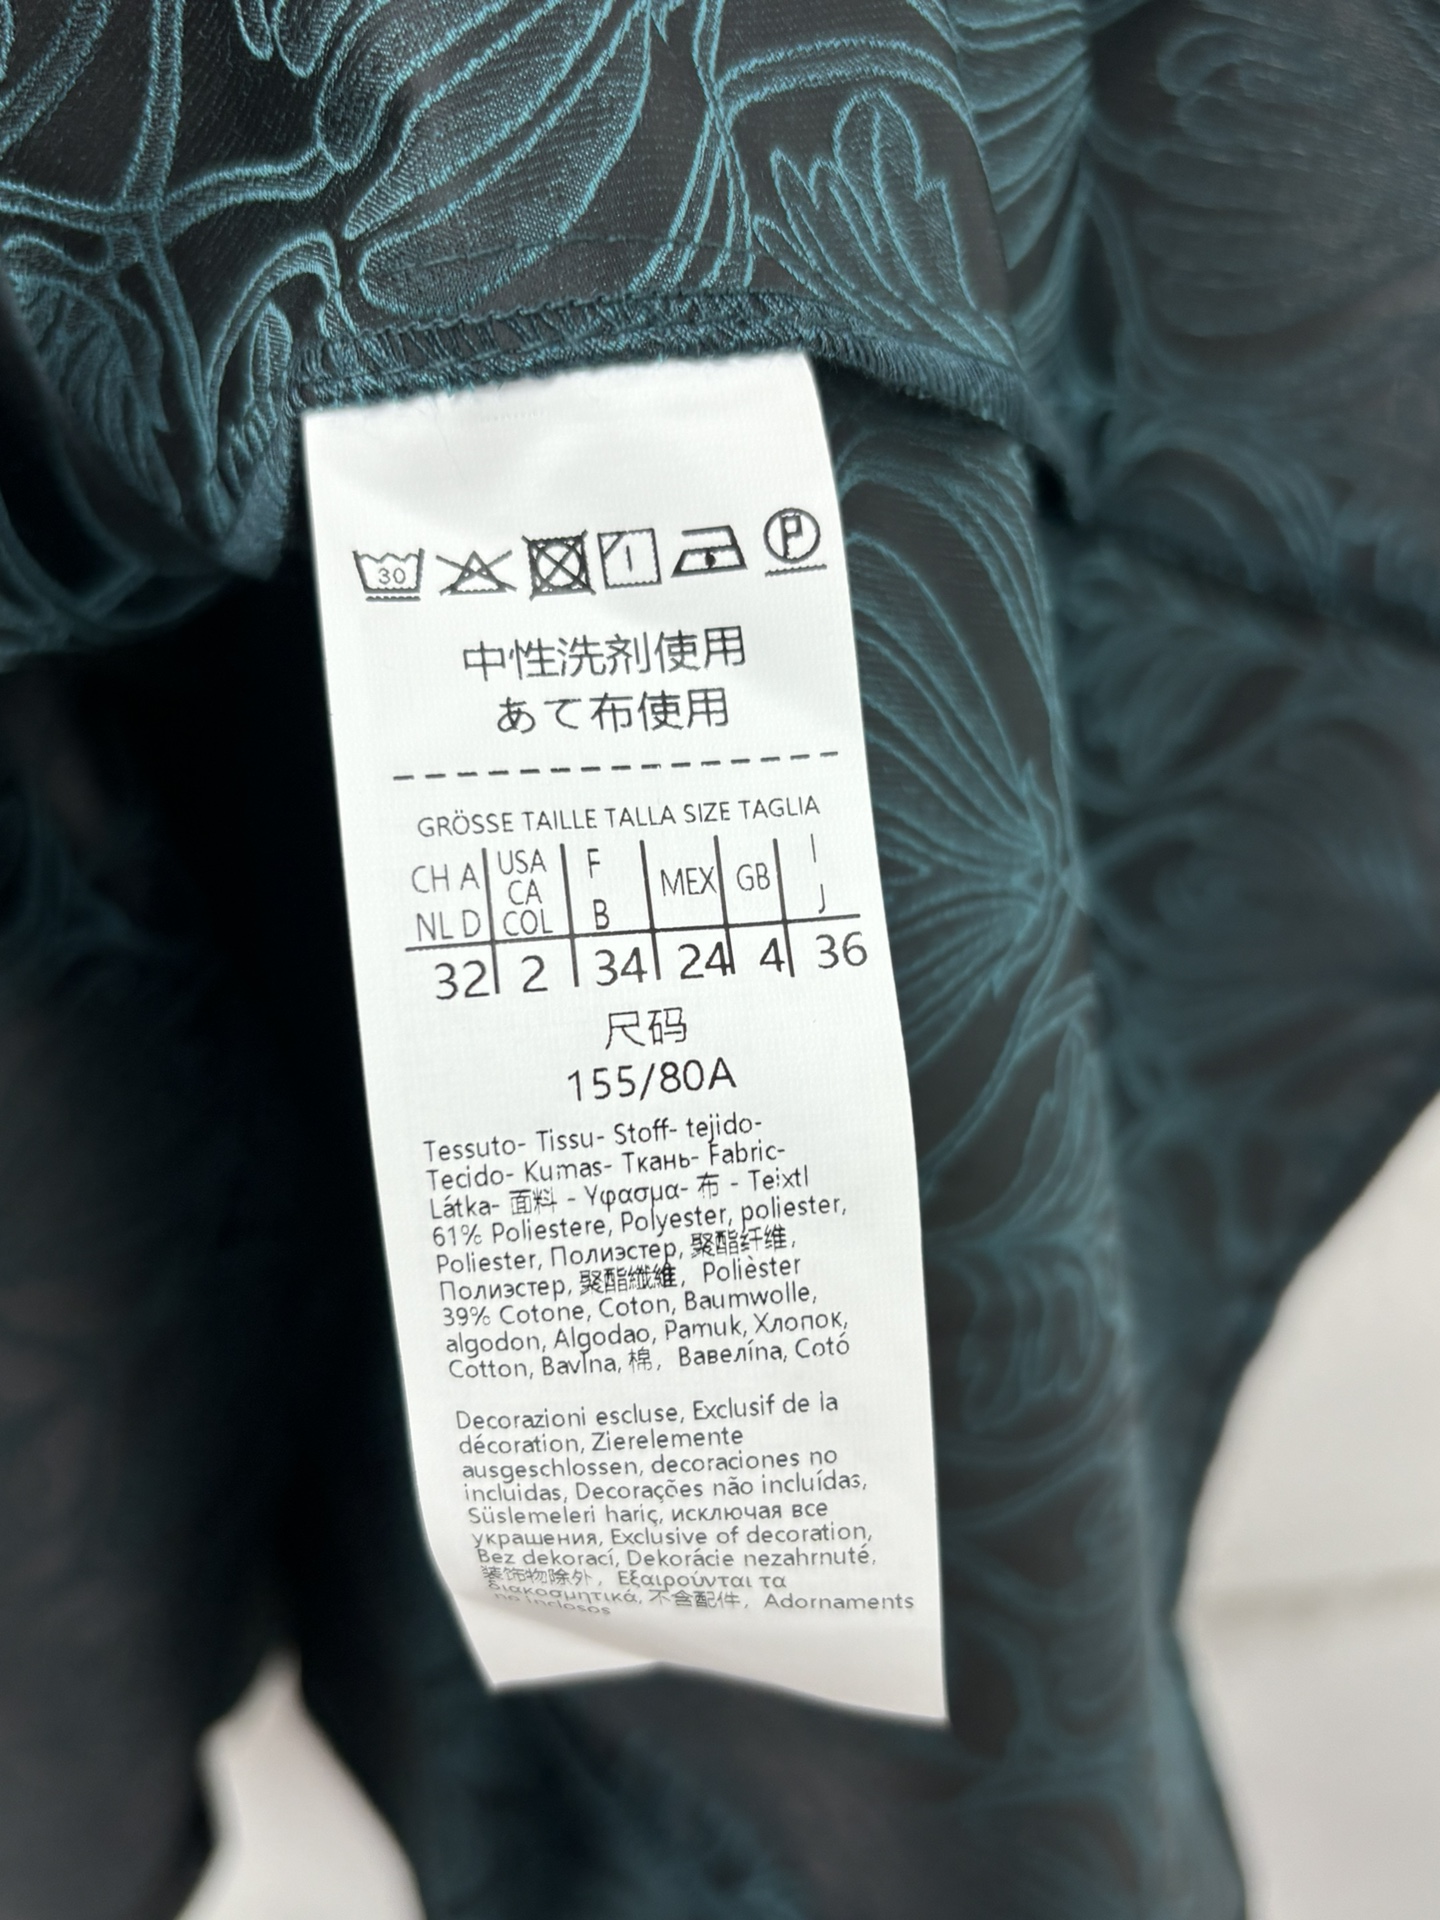 30
P
中性洗剂使用
あて布使用
GRÖSSE TAILLE TALLA SIZE TAGLIA
CH A NL D | USA CA COL | F B | MEX | GB | I J
32 | 2 | 34 | 24 | 4 | 36
尺码
155/80A
Tessuto- Tissu- Stoff- tejido-
Tecido- Kumas- Ткань- Fabric-
Látka- 面料 - Υφασμα- 布 - Teixtl
61% Poliestere, Polyester, poliester,
Poliester, Полиэстер, 聚酯纤维,
Полиэстер, 聚酯纖維, Polièster
39% Cotone, Coton, Baumwolle,
algodon, Algodao, Pamuk, Хлопок,
Cotton, Bavlna, 棉, Вавелína, Cotó
Decorazioni escluse, Exclusif de la
décoration, Zierelemente
ausgeschlossen, decoraciones no
incluidas, Decorações não incluídas,
Süslemeleri hariç, исключая все
украшения, Exclusive of decoration,
Bez dekorací, Dekorácie nezahrnuté,
装饰物除外, Εξαιρούνται τα
διακοσμητικά, 不含配件, Adornaments
no inclosos